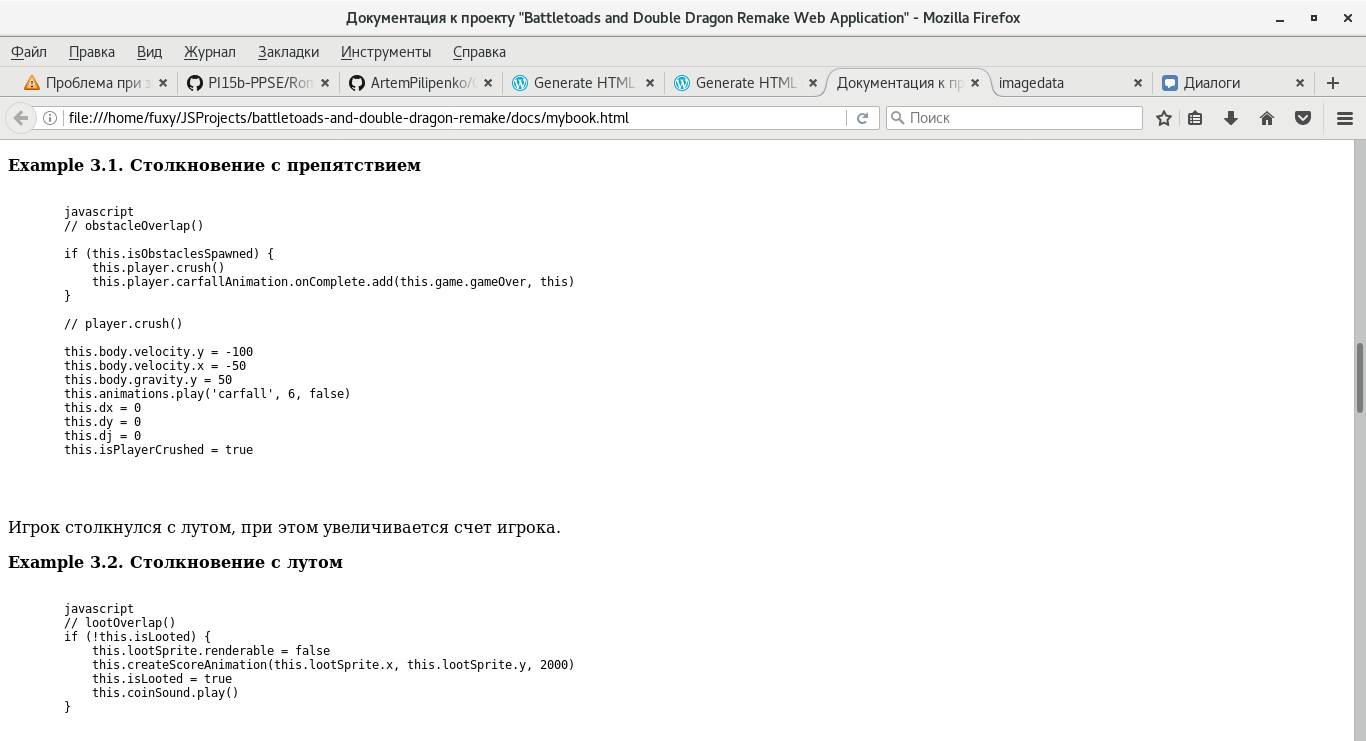 Документация к проекту "Battletoads and Double Dragon Remake Web Application" - Mozilla Firefox
Файл Правка Вид Журнал Закладки Инструменты Справка
Проблема при з PI15b-PPSE/Ron ArtemPilipenko/ Generate HTML Generate HTML Документация к пр imagedata Диалоги
file:///home/fuxy/JSProjects/battletoads-and-double-dragon-remake/docs/mybook.html Поиск
Example 3.1. Столкновение с препятствием
javascript
// obstacleOverlap()
if (this.isObstaclesSpawned) {
this.player.crush()
this.player.carfallAnimation.onComplete.add(this.game.gameOver, this)
}
// player.crush()
this.body.velocity.y = -100
this.body.velocity.x = -50
this.body.gravity.y = 50
this.animations.play('carfall', 6, false)
this.dx = 0
this.dy = 0
this.dj = 0
this.isPlayerCrushed = true
Игрок столкнулся с лутом, при этом увеличивается счет игрока.
Example 3.2. Столкновение с лутом
javascript
// lootOverlap()
if (!this.isLooted) {
this.lootSprite.renderable = false
this.createScoreAnimation(this.lootSprite.x, this.lootSprite.y, 2000)
this.isLooted = true
this.coinSound.play()
}